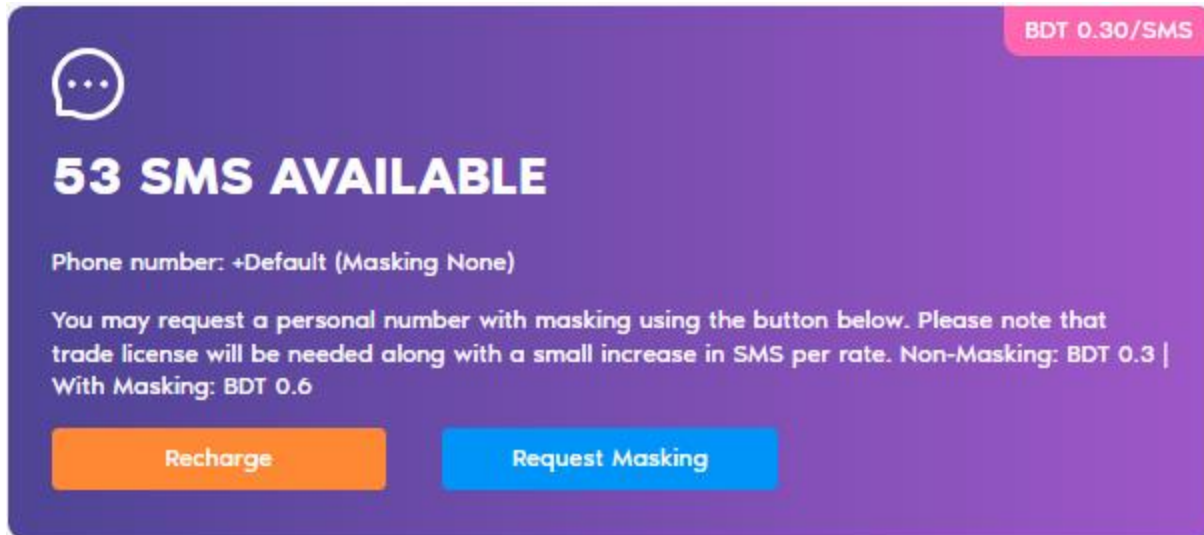 BDT 0.30/SMS
53 SMS AVAILABLE
Phone number: +Default (Masking None)
You may request a personal number with masking using the button below. Please note that
trade license will be needed along with a small increase in SMS per rate. Non-Masking: BDT 0.3 |
With Masking: BDT 0.6
Recharge
Request Masking